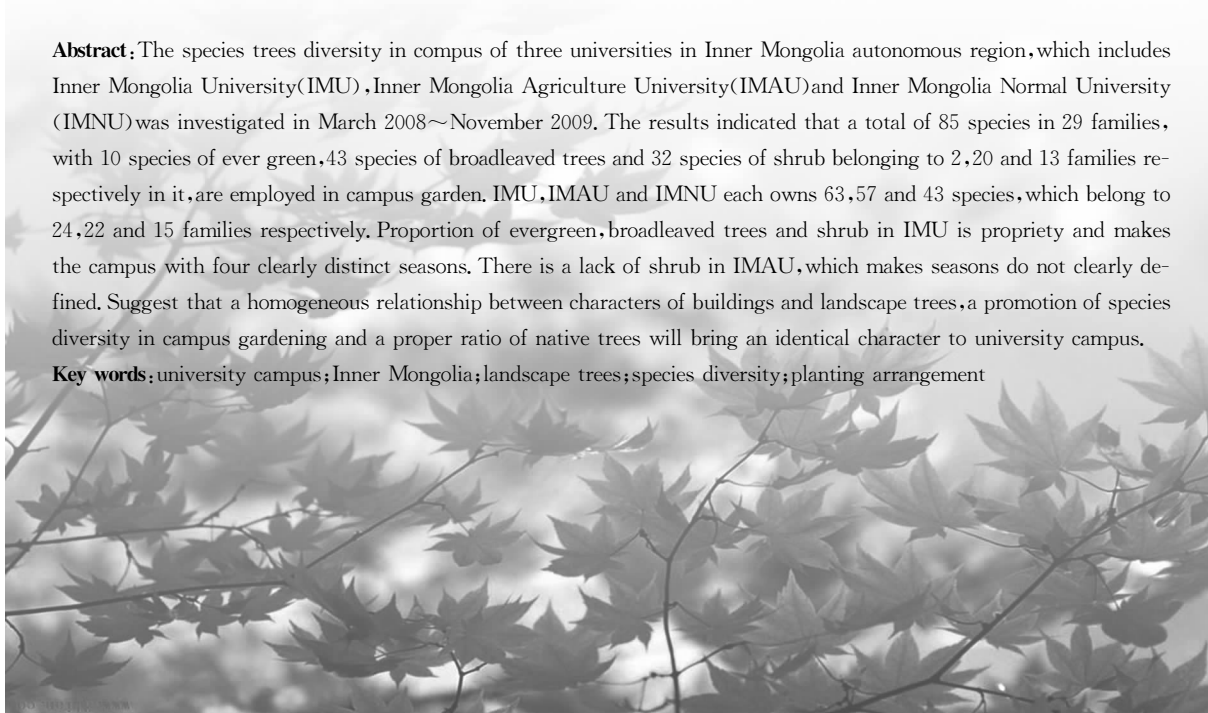 Abstract:The species trees diversity in compus of three universities in Inner Mongolia autonomous region,which includes
Inner Mongolia University(IMU),Inner Mongolia Agriculture University(IMAU)and Inner Mongolia Normal University
(IMNU)was investigated in March 2008～November 2009. The results indicated that a total of 85 species in 29 families,
with 10 species of ever green,43 species of broadleaved trees and 32 species of shrub belonging to 2,20 and 13 families re-
spectively in it,are employed in campus garden. IMU,IMAU and IMNU each owns 63,57 and 43 species,which belong to
24,22 and 15 families respectively. Proportion of evergreen,broadleaved trees and shrub in IMU is propriety and makes
the campus with four clearly distinct seasons. There is a lack of shrub in IMAU,which makes seasons do not clearly de-
fined. Suggest that a homogeneous relationship between characters of buildings and landscape trees,a promotion of species
diversity in campus gardening and a proper ratio of native trees will bring an identical character to university campus.
Key words:university campus;Inner Mongolia;landscape trees;species diversity;planting arrangement